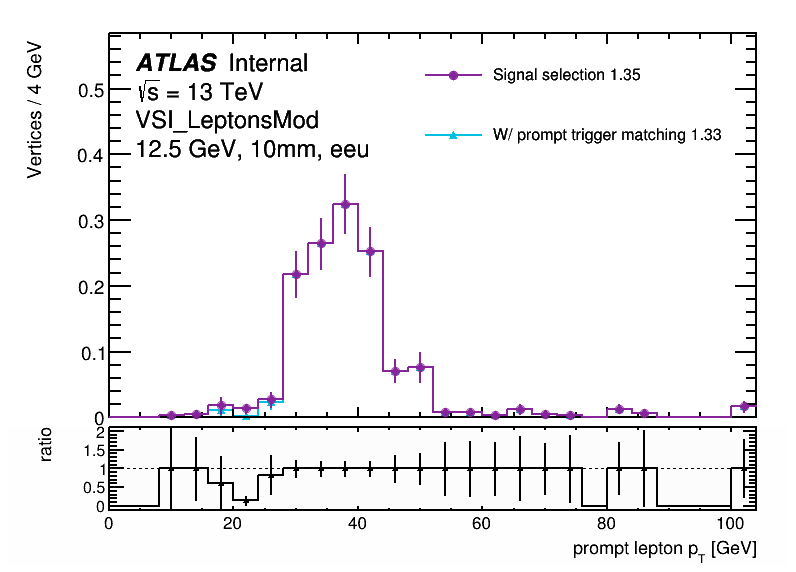 ATLAS Internal
√s = 13 TeV
VSI_LeptonsMod
12.5 GeV, 10mm, eeu
Signal selection 1.35
W/ prompt trigger matching 1.33
Vertices / 4 GeV
0.5
0.4
0.3
0.2
0.1
0
ratio
2
1.5
1
0.5
0
0 20 40 60 80 100
prompt lepton p_T [GeV]